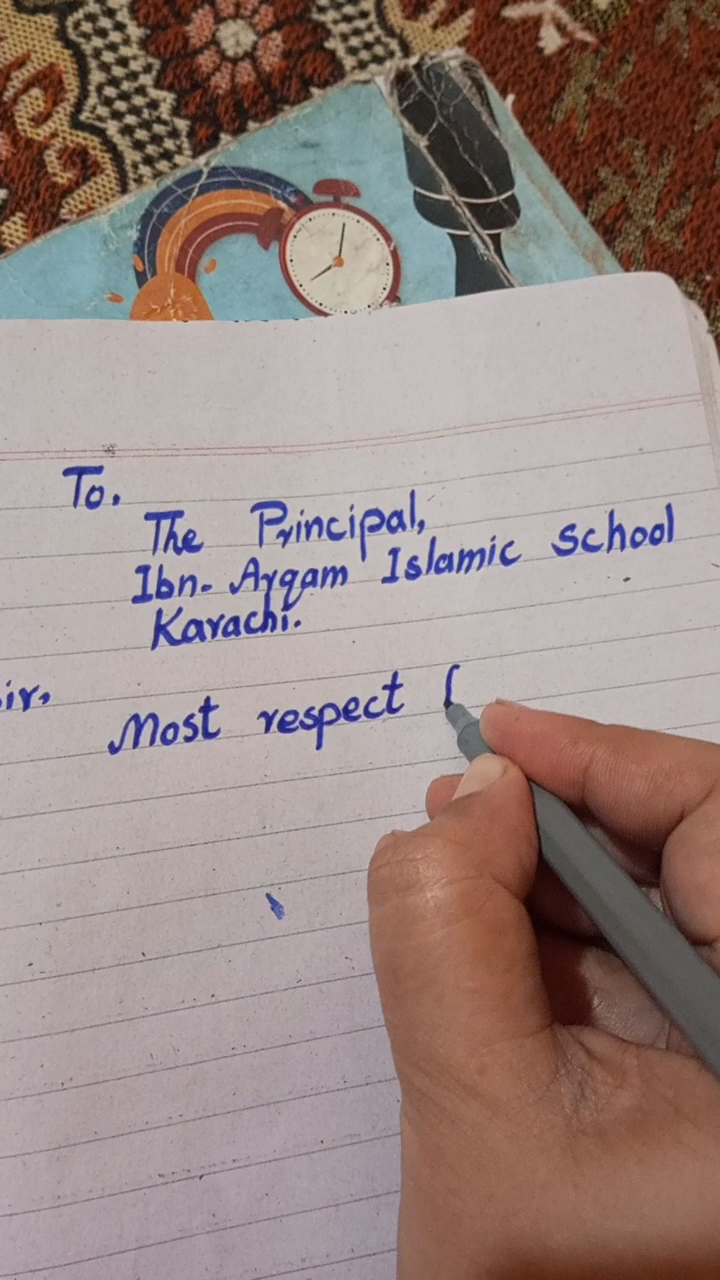 To.
The Principal,
Ibn-Arqam Islamic School
Karachi.
ir,
Most respect f